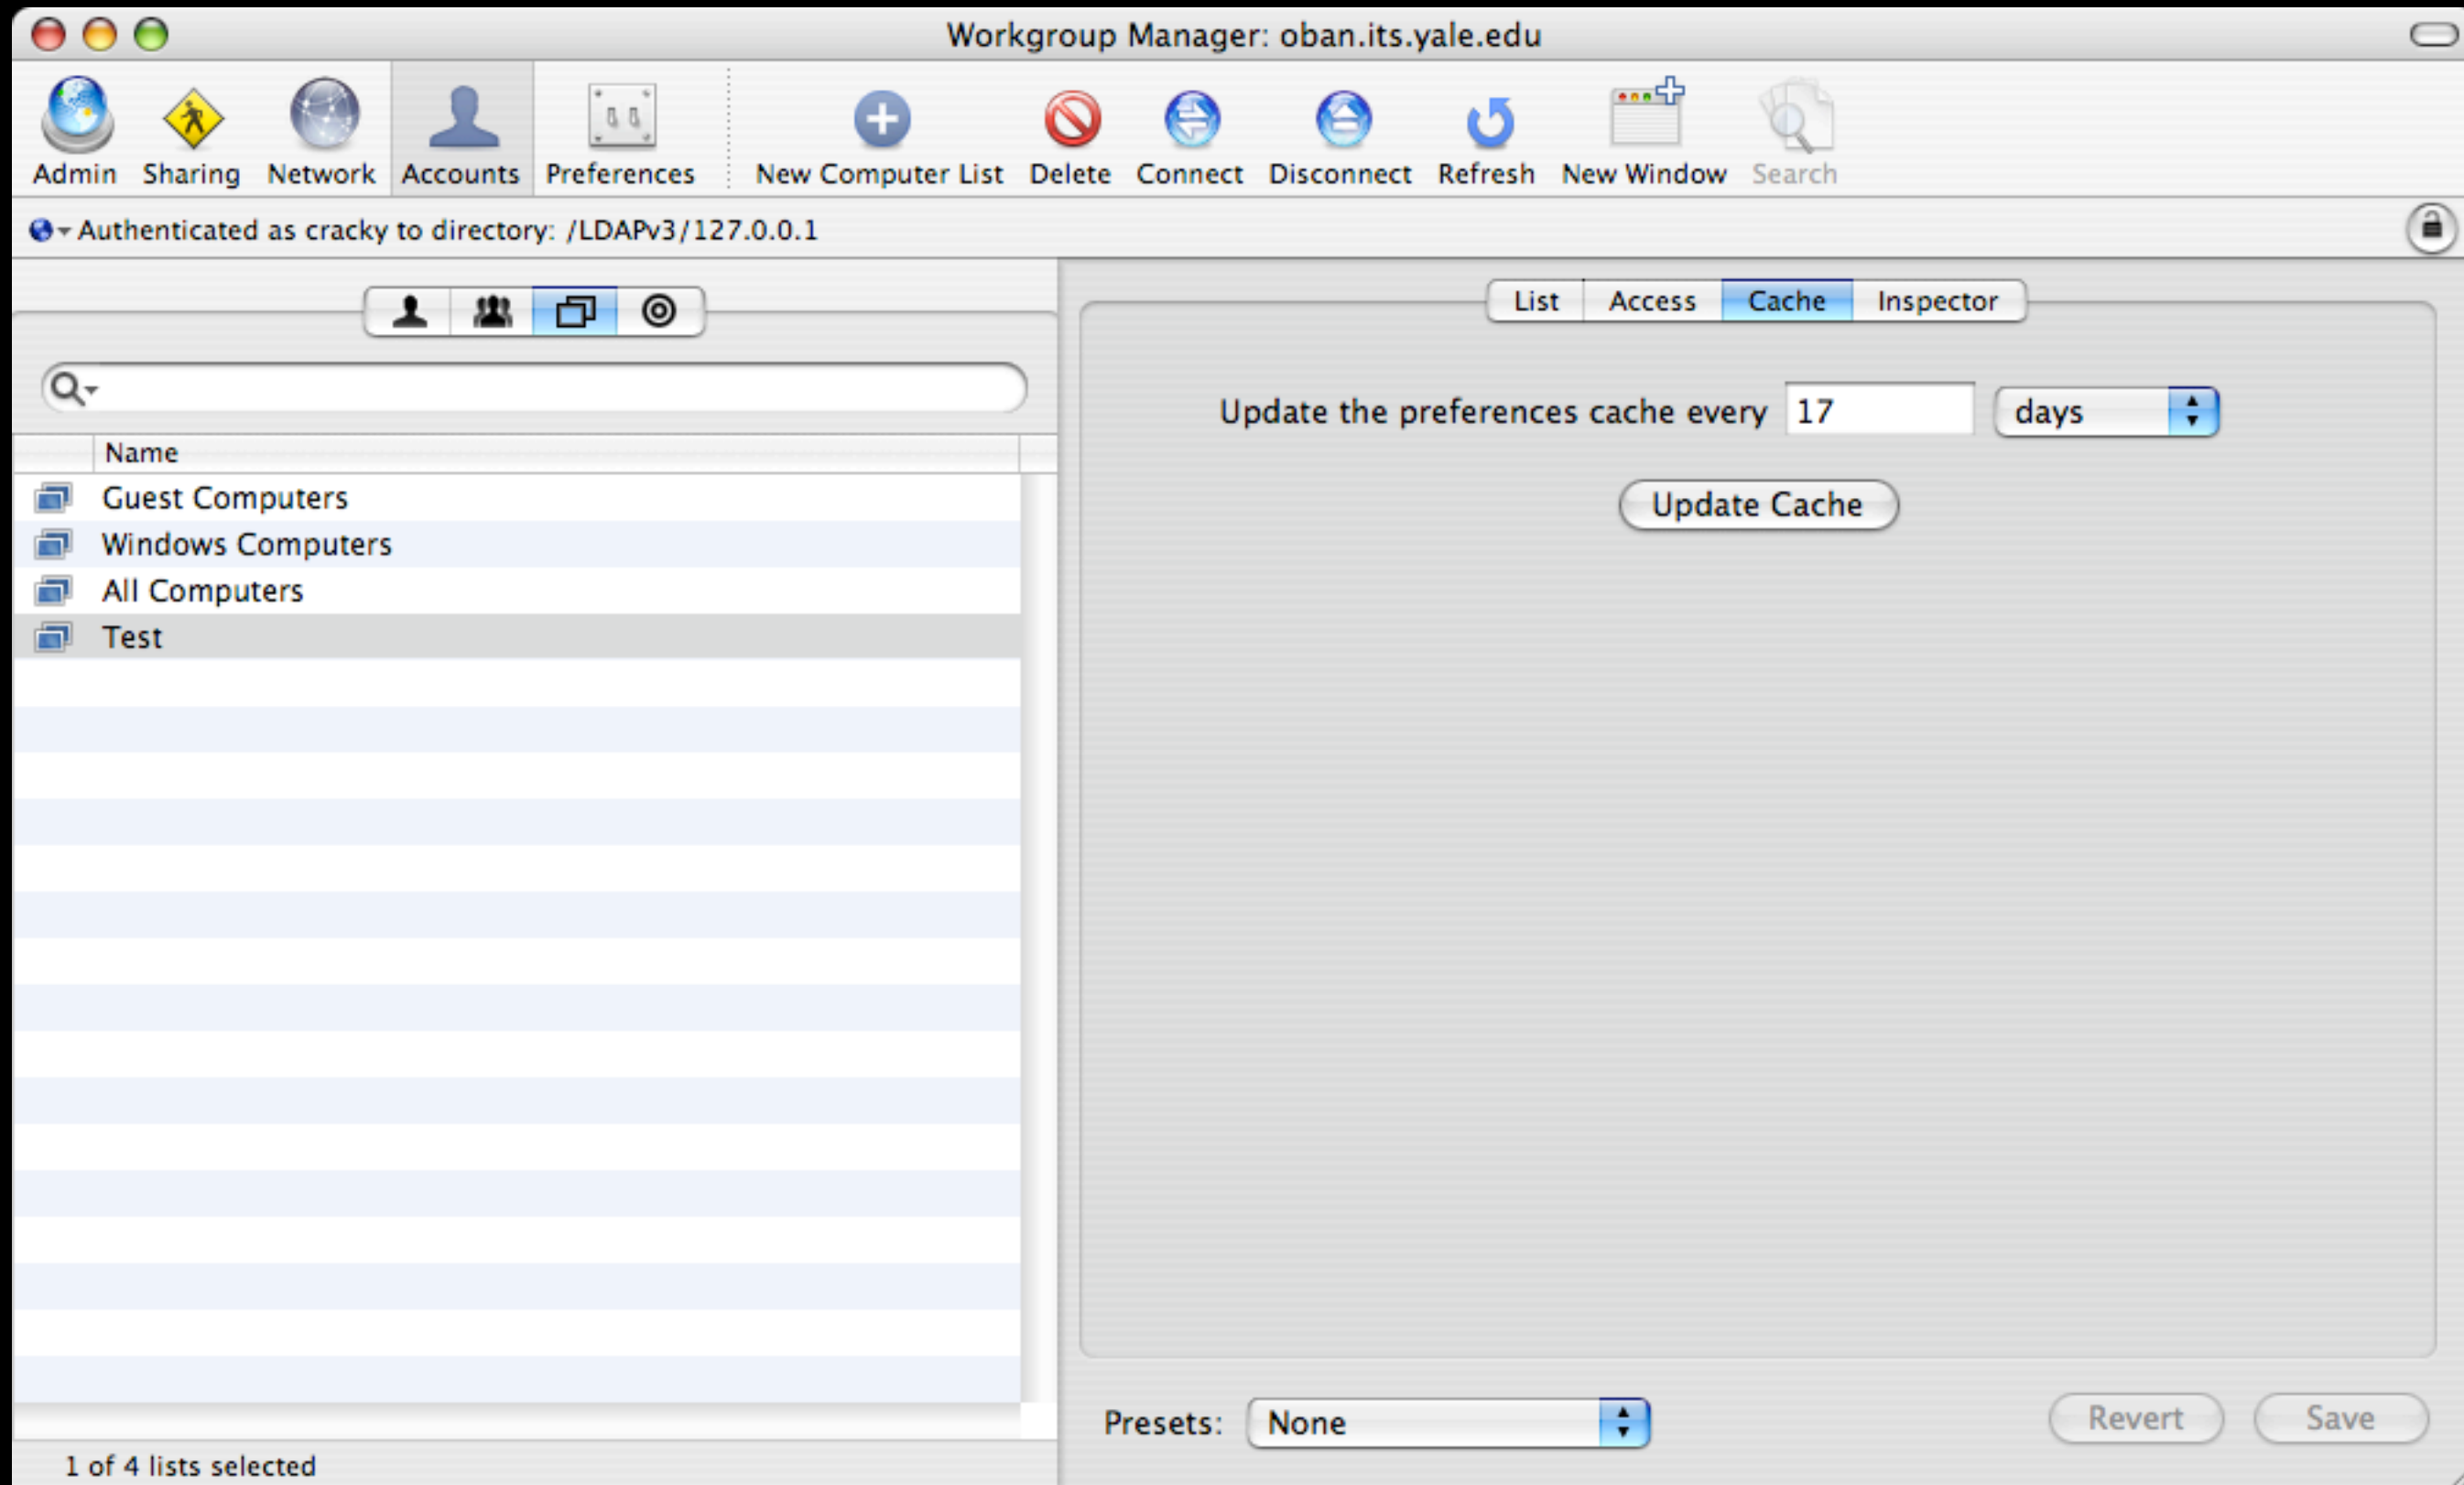 Workgroup Manager: oban.its.yale.edu
Admin Sharing Network Accounts Preferences New Computer List Delete Connect Disconnect Refresh New Window Search
Authenticated as cracky to directory: /LDAPv3/127.0.0.1
List Access Cache Inspector
Update the preferences cache every 17 days
Update Cache
Name
Guest Computers
Windows Computers
All Computers
Test
Presets: None
Revert Save
1 of 4 lists selected